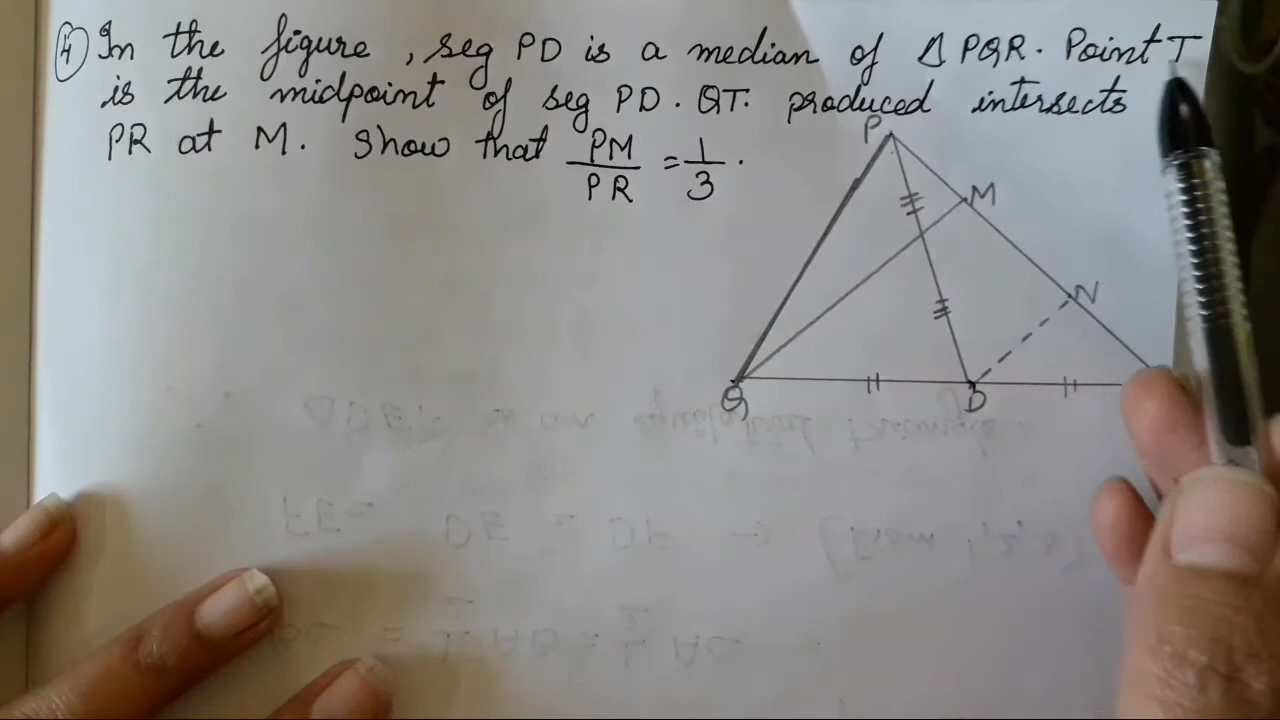 ④ In the figure, seg PD is a median of Δ PQR. Point T
is the midpoint of seg PD. QT. produced intersects
PR at M. Show that PM/PR = 1/3.
P
M
N
Q
D